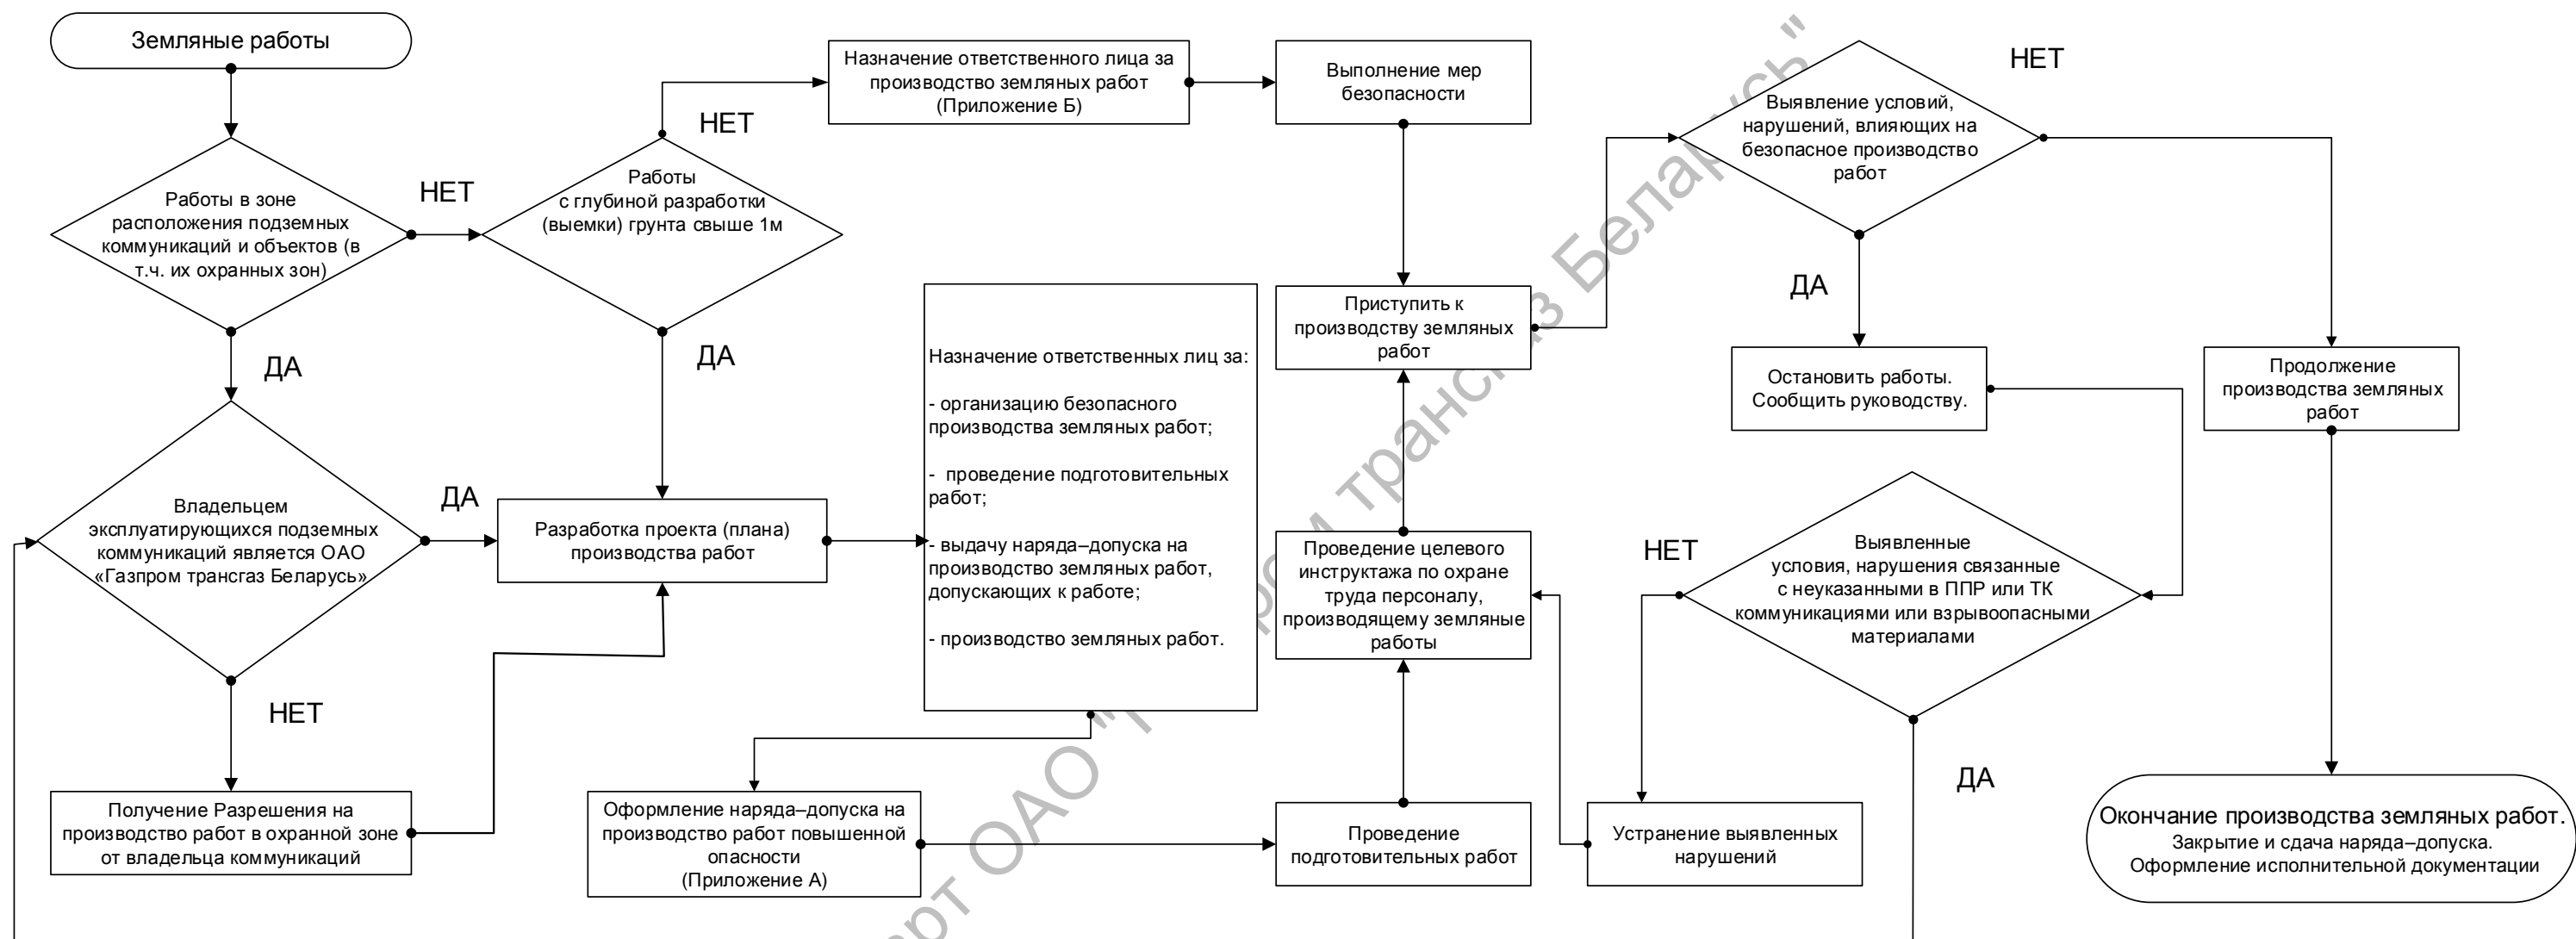 Земляные работы
Работы в зоне
расположения подземных
коммуникаций и объектов (в
т.ч. их охранных зон)
НЕТ
ДА
Работы
с глубиной разработки
(выемки) грунта свыше 1м
НЕТ
ДА
Назначение ответственного лица за
производство земляных работ
(Приложение Б)
Выполнение мер
безопасности
Владельцем
эксплуатирующихся подземных
коммуникаций является ОАО
«Газпром трансгаз Беларусь»
ДА
НЕТ
Разработка проекта (плана)
производства работ
Получение Разрешения на
производство работ в охранной зоне
от владельца коммуникаций
Назначение ответственных лиц за:
- организацию безопасного
производства земляных работ;
- проведение подготовительных
работ;
- выдачу наряда–допуска на
производство земляных работ,
допускающих к работе;
- производство земляных работ.
Оформление наряда–допуска на
производство работ повышенной
опасности
(Приложение А)
Проведение
подготовительных работ
Проведение целевого
инструктажа по охране
труда персоналу,
производящему земляные
работы
Приступить к
производству земляных
работ
Выявление условий,
нарушений, влияющих на
безопасное производство
работ
НЕТ
ДА
Остановить работы.
Сообщить руководству.
Продолжение
производства земляных
работ
Выявленные
условия, нарушения связанные
с неуказанными в ППР или ТК
коммуникациями или взрывоопасными
материалами
НЕТ
ДА
Устранение выявленных
нарушений
Окончание производства земляных работ.
Закрытие и сдача наряда–допуска.
Оформление исполнительной документации